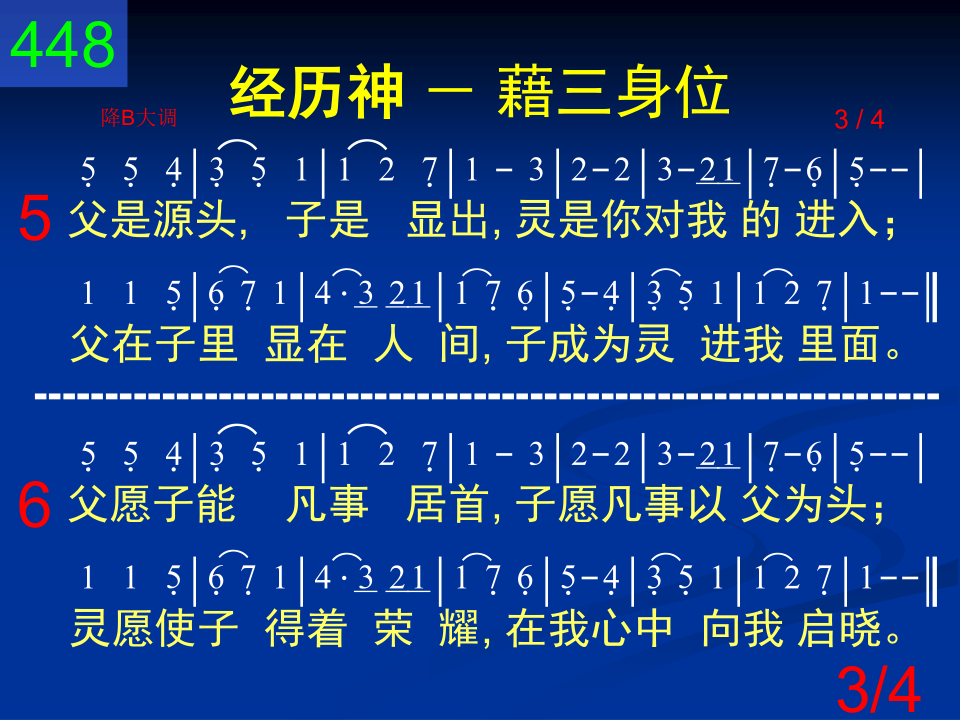 448
经历神 － 藉三身位
降B大调
3 / 4
5̣ 5̣ 4̣|3̣ 5̣ 1|1 2 7̣|1 - 3|2-2|3-21|7̣-6̣|5̣--|
5 父是源头, 子是 显出, 灵是你对我 的 进入；
1 1 5̣|6̣ 7̣ 1|4 · 3 21|1 7̣ 6̣|5̣-4̣|3̣ 5̣ 1|1 2 7̣|1--‖
父在子里 显在 人 间, 子成为灵 进我 里面。
5̣ 5̣ 4̣|3̣ 5̣ 1|1 2 7̣|1 - 3|2-2|3-21|7̣-6̣|5̣--|
6 父愿子能 凡事 居首, 子愿凡事以 父为头；
1 1 5̣|6̣ 7̣ 1|4 · 3 21|1 7̣ 6̣|5̣-4̣|3̣ 5̣ 1|1 2 7̣|1--‖
灵愿使子 得着 荣 耀, 在我心中 向我 启晓。
3/4